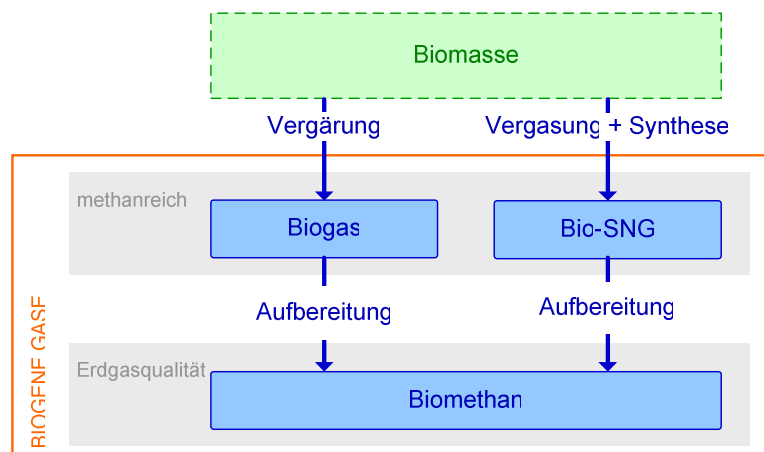 Biomasse
Vergärung
Vergasung + Synthese
methanreich
Biogas
Bio-SNG
Aufbereitung
Aufbereitung
Erdgasqualität
Biomethan
BIOGENE GASE